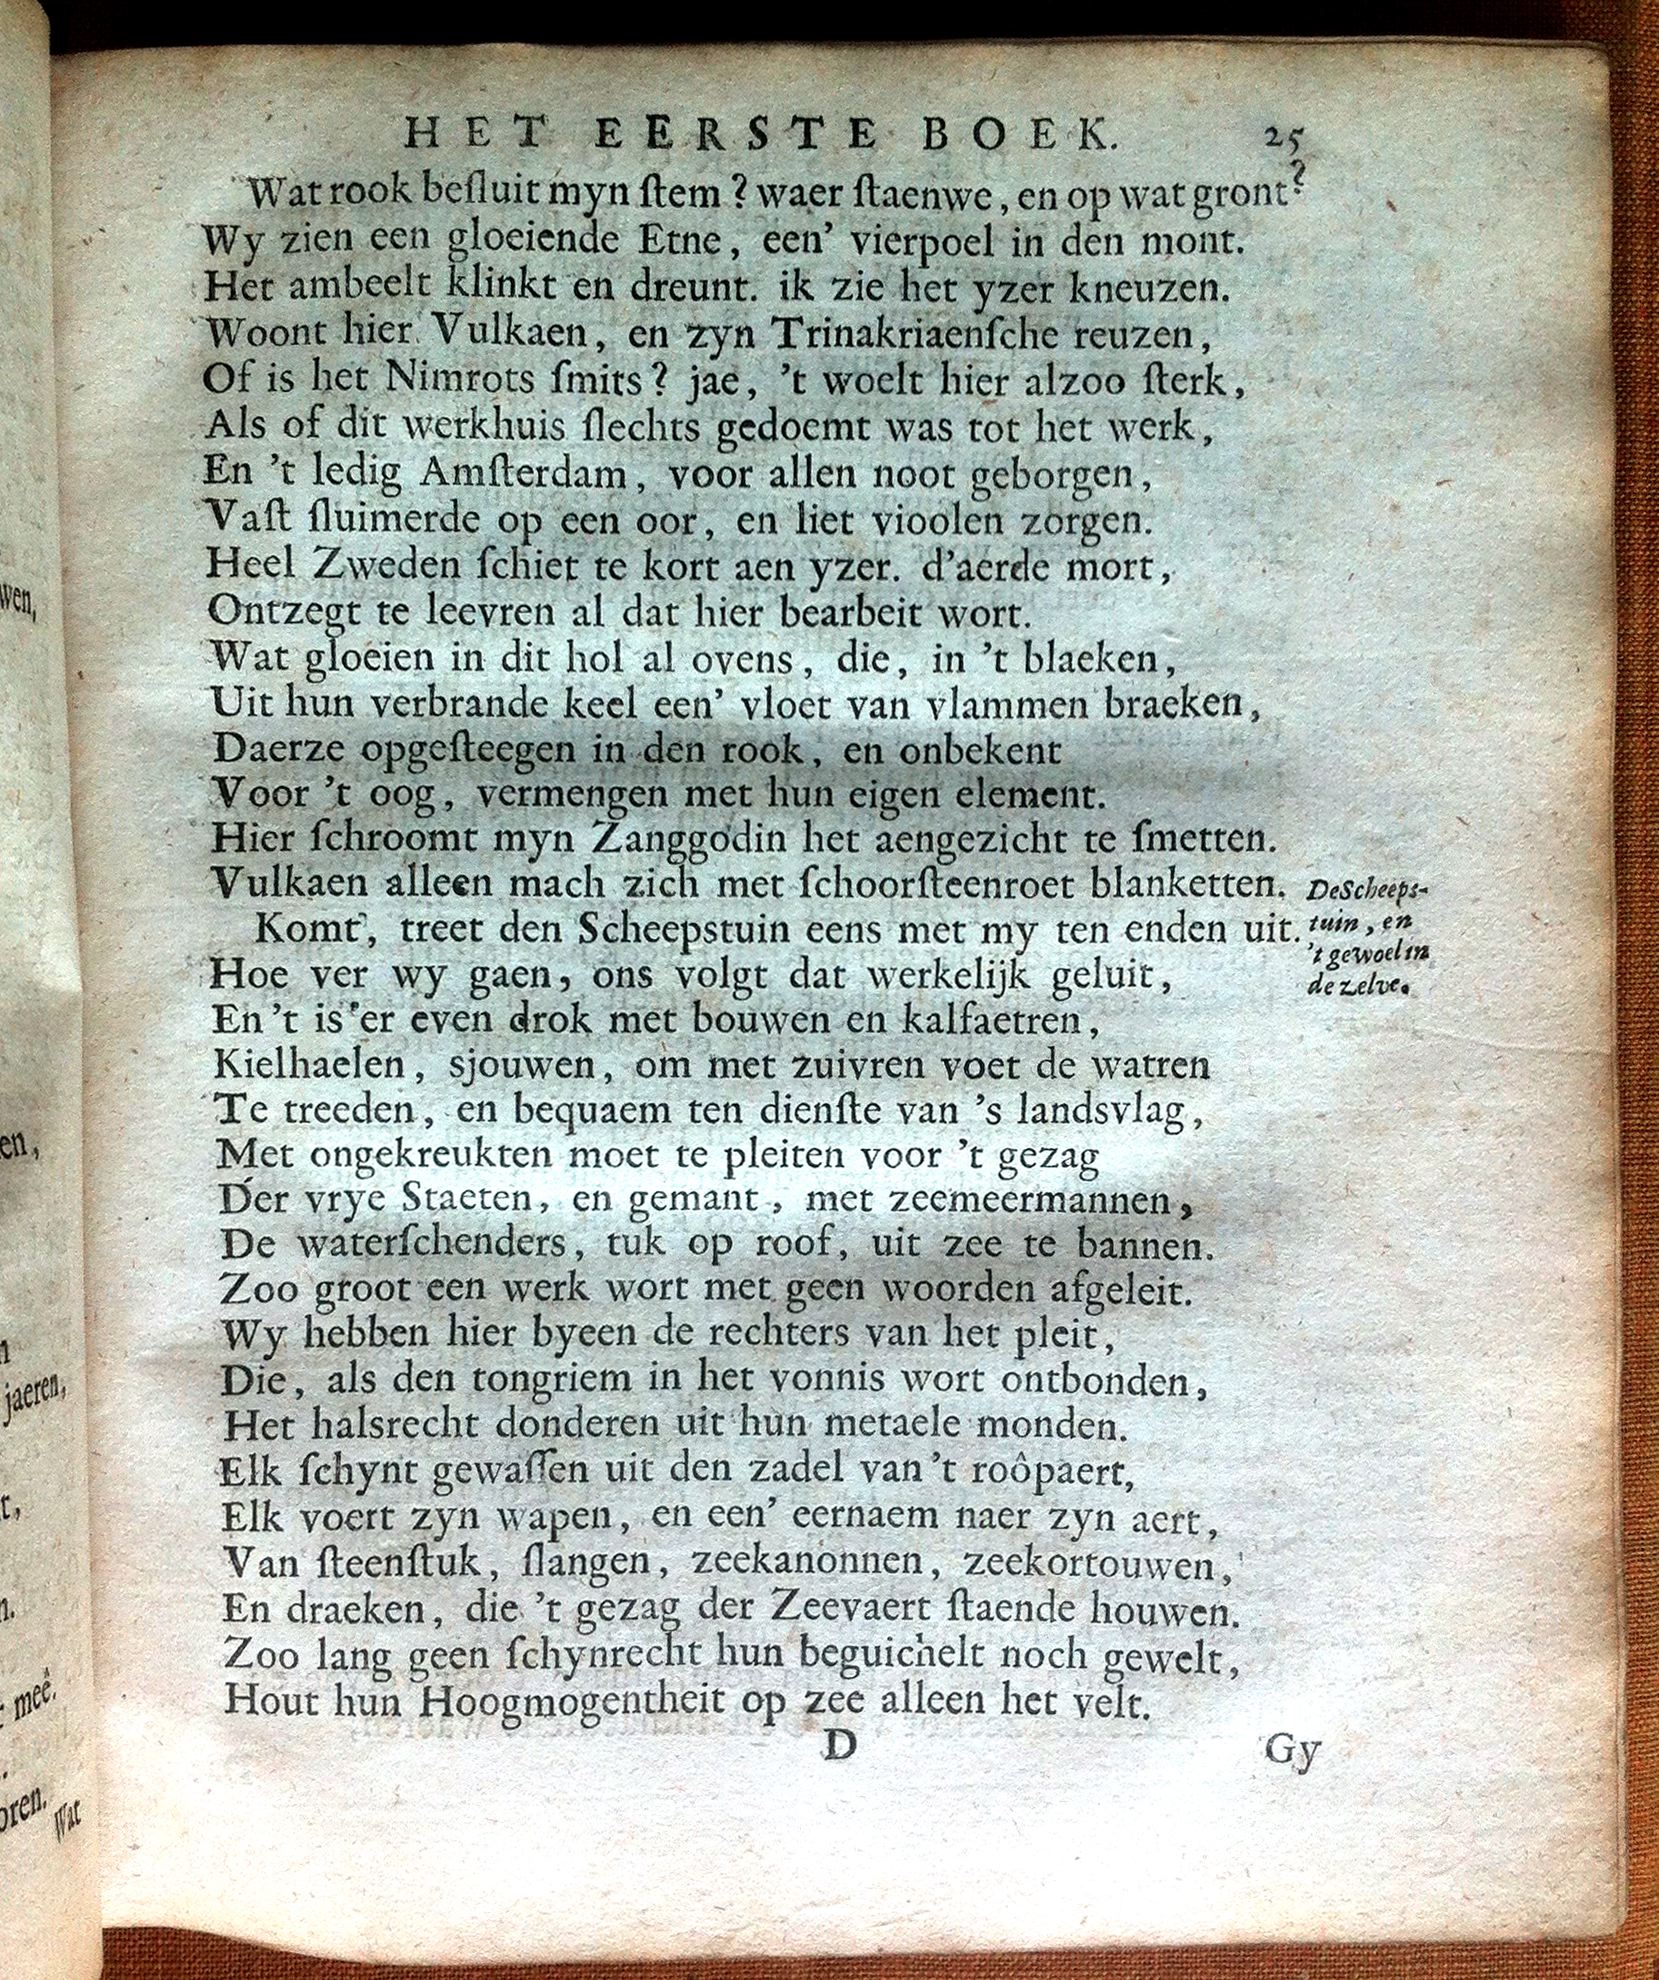 HET EERSTE BOEK. 25
Wat rook beſluit myn ſtem? waer ſtaenwe, en op wat gront?
Wy zien een gloeiende Etne, een' vierpoel in den mont.
Het ambeelt klinkt en dreunt. ik zie het yzer kneuzen.
Woont hier Vulkaen, en zyn Trinakriaenſche reuzen,
Of is het Nimrots ſmits? jae, 't woelt hier alzoo ſterk,
Als of dit werkhuis ſlechts gedoemt was tot het werk,
En 't ledig Amſterdam, voor allen noot geborgen,
Vaſt ſluimerde op een oor, en liet vioolen zorgen.
Heel Zweden ſchiet te kort aen yzer. d'aerde mort,
Ontzegt te leevren al dat hier bearbeit wort.
Wat gloeien in dit hol al ovens, die, in 't blaeken,
Uit hun verbrande keel een' vloet van vlammen braeken,
Daerze opgeſteegen in den rook, en onbekent
Voor 't oog, vermengen met hun eigen element.
Hier ſchroomt myn Zanggodin het aengezicht te ſmetten.
Vulkaen alleen mach zich met ſchoorſteenroet blanketten.
Komt, treet den Scheepstuin eens met my ten enden uit.
De Scheeps-
tuin, en
't gewoel in
de zelve.
Hoe ver wy gaen, ons volgt dat werkelijk geluit,
En 't is 'er even drok met bouwen en kalfaetren,
Kielhaelen, sjouwen, om met zuivren voet de watren
Te treeden, en bequaem ten dienſte van 's landsvlag,
Met ongekreukten moet te pleiten voor 't gezag
Der vrye Staeten, en gemant, met zeemeermannen,
De waterſchenders, tuk op roof, uit zee te bannen.
Zoo groot een werk wort met geen woorden afgeleit.
Wy hebben hier byeen de rechters van het pleit,
Die, als den tongriem in het vonnis wort ontbonden,
Het halsrecht donderen uit hun metaele monden.
Elk ſchynt gewaſſen uit den zadel van 't roôpaert,
Elk voert zyn wapen, en een' eernaem naer zyn aert,
Van ſteenſtuk, ſlangen, zeekanonnen, zeekortouwen,
En draeken, die 't gezag der Zeevaert ſtaende houwen.
Zoo lang geen ſchynrecht hun beguichelt noch gewelt,
Hout hun Hoogmogentheit op zee alleen het velt.
D Gy
wen,
en,
jaeren,
meê.
oren.
Wat